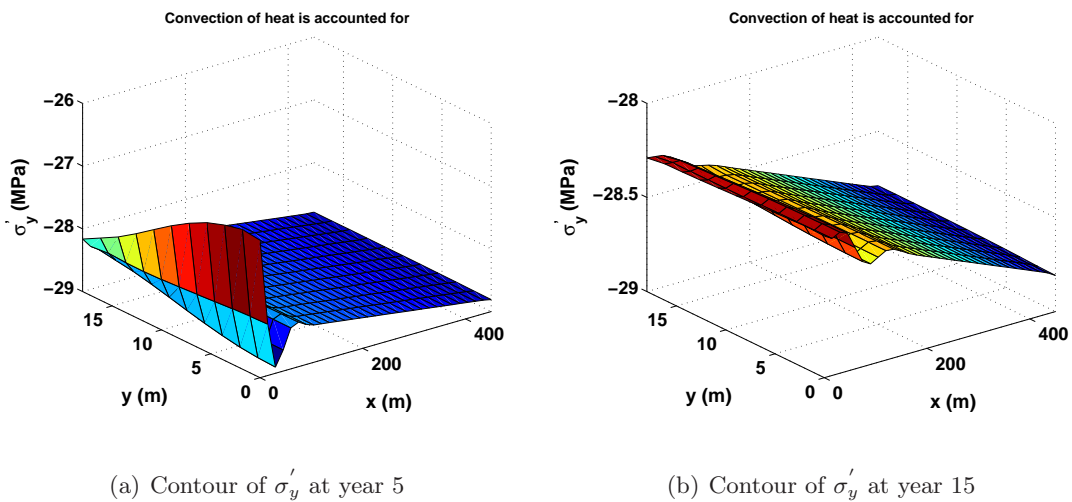 Convection of heat is accounted for
−26
−27
−28
−29
σ'y (MPa)
15
10
5
0
y (m)
0
200
400
x (m)
(a) Contour of σ'y at year 5
Convection of heat is accounted for
−28
−28.5
−29
σ'y (MPa)
15
10
5
0
y (m)
0
200
400
x (m)
(b) Contour of σ'y at year 15